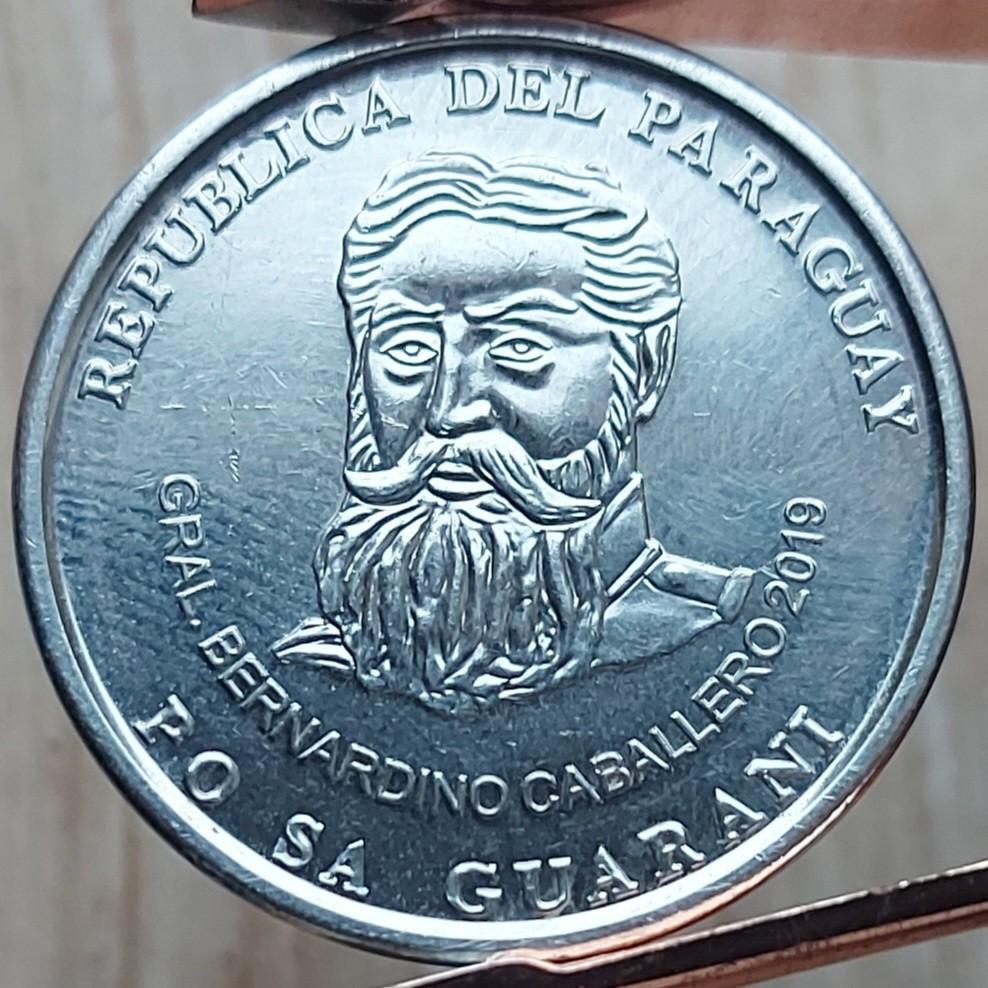 REPUBLICA DEL PARAGUAY
GRAL. BERNARDINO CABALLERO 2019
PO SA GUARANI